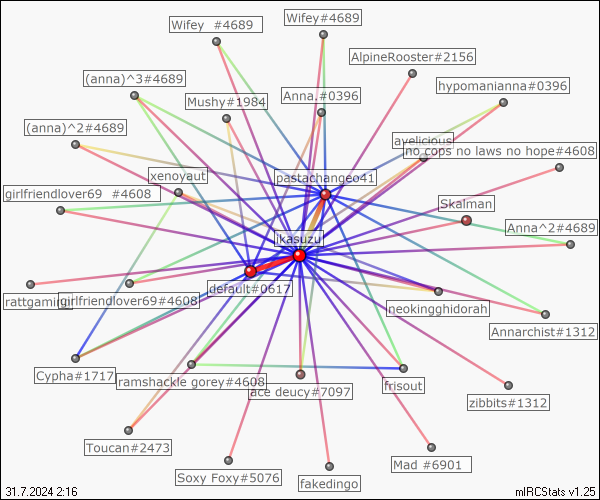 Wifey #4689
Wifey#4689
AlpineRooster#2156
(anna)^3#4689
hypomanianna#0396
Mushy#1984
Anna.#0396
(anna)^2#4689
ayelicious
no cops no laws no hope#4608
xenoyaut
pastachangeo41
girlfriendlover69 #4608
Skalman
Anna^2#4689
ikasuzu
default#0617
rattgaming
girlfriendlover69#4608
neokingghidorah
Annarchist#1312
Cypha#1717
ramshackle gorey#4608
ace deucy#7097
frisout
zibbits#1312
Toucan#2473
Soxy Foxy#5076
fakedingo
Mad #6901
31.7.2024 2:16
mIRCStats v1.25